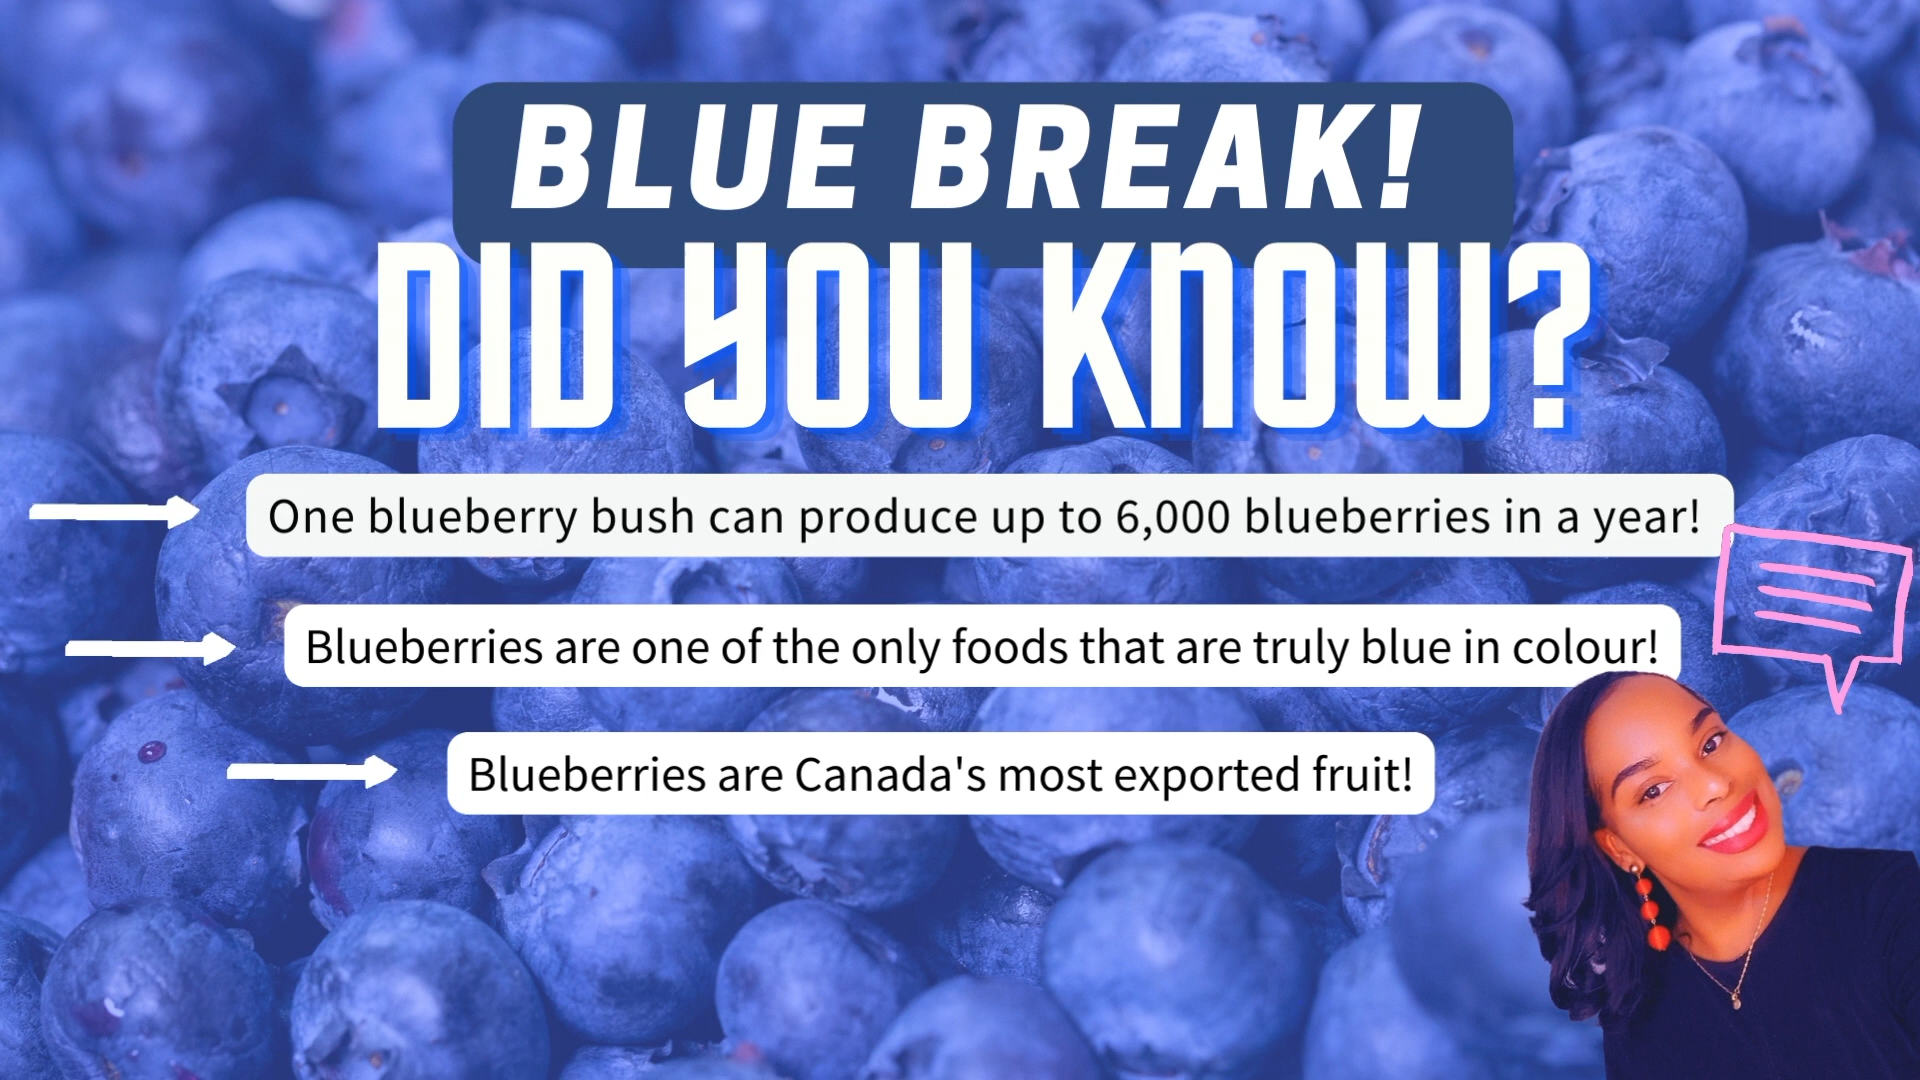 BLUE BREAK!
DID YOU KNOW?
One blueberry bush can produce up to 6,000 blueberries in a year!
Blueberries are one of the only foods that are truly blue in colour!
Blueberries are Canada's most exported fruit!